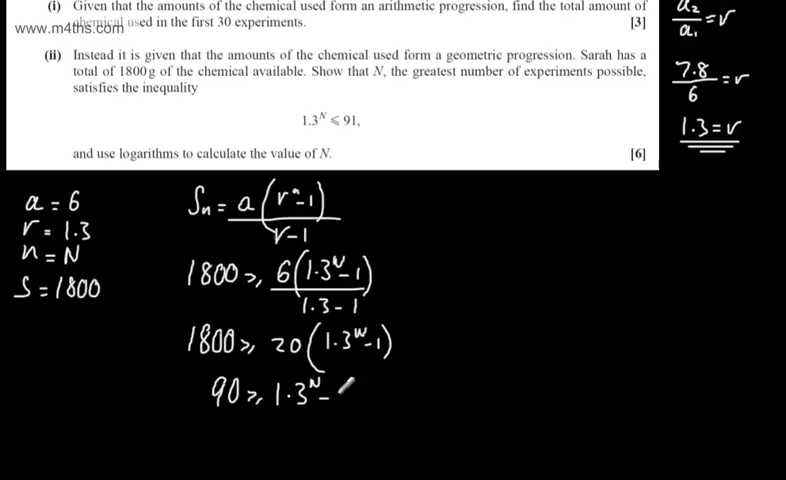 (i) Given that the amounts of the chemical used form an arithmetic progression, find the total amount of
chemical used in the first 30 experiments. [3]
www.m4ths.com
(ii) Instead it is given that the amounts of the chemical used form a geometric progression. Sarah has a
total of 1800 g of the chemical available. Show that N, the greatest number of experiments possible,
satisfies the inequality
1.3^N ⩽ 91,
and use logarithms to calculate the value of N. [6]
a₂/a₁ = r
7.8/6 = r
1.3 = r
a = 6
r = 1.3
n = N
S = 1800
Sₙ = a(rⁿ-1)/r-1
1800 ⩾ 6(1.3^N-1)/1.3-1
1800 ⩾ 20(1.3^N-1)
90 ⩾ 1.3^N -